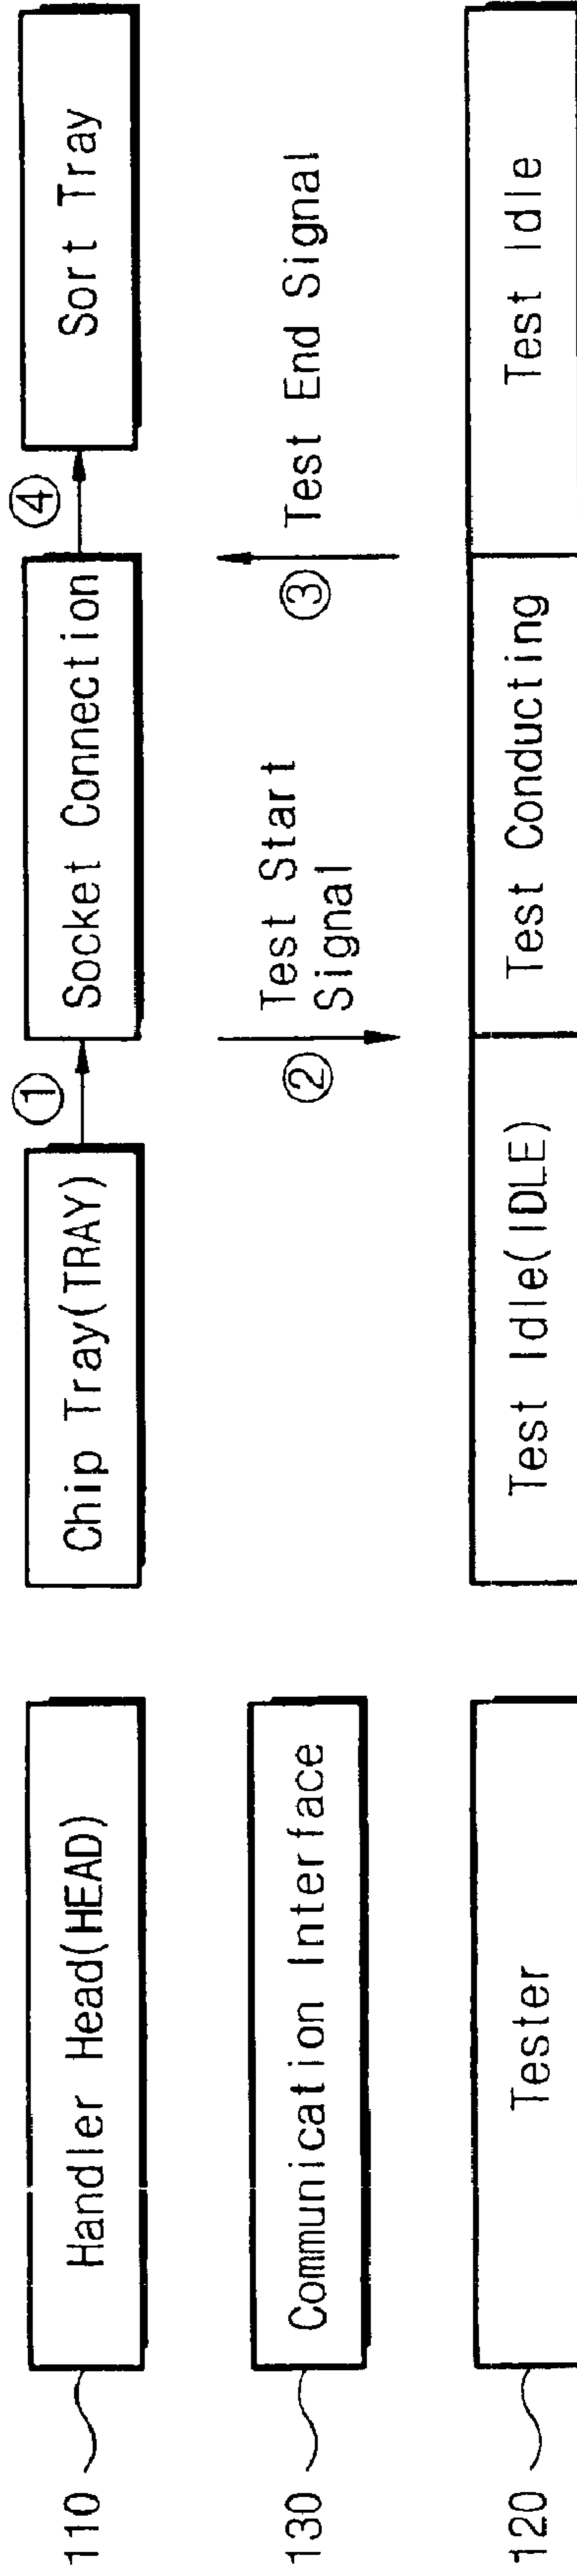 110
Handler Head(HEAD)
Chip Tray(TRAY)
①
Socket Connection
④
Sort Tray
130
Communication Interface
②
Test Start
Signal
③
Test End Signal
120
Tester
Test Idle(IDLE)
Test Conducting
Test Idle